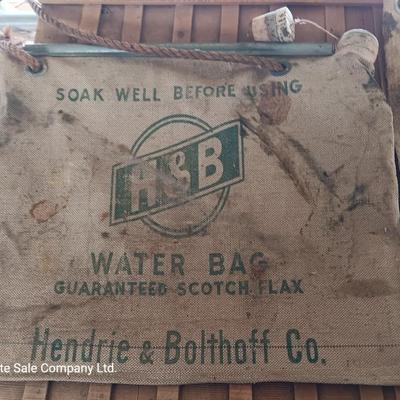 SOAK WELL BEFORE USING
H&B
WATER BAG
GUARANTEED SCOTCH FLAX
Hendrie & Bolthoff Co.
te Sale Company Ltd.